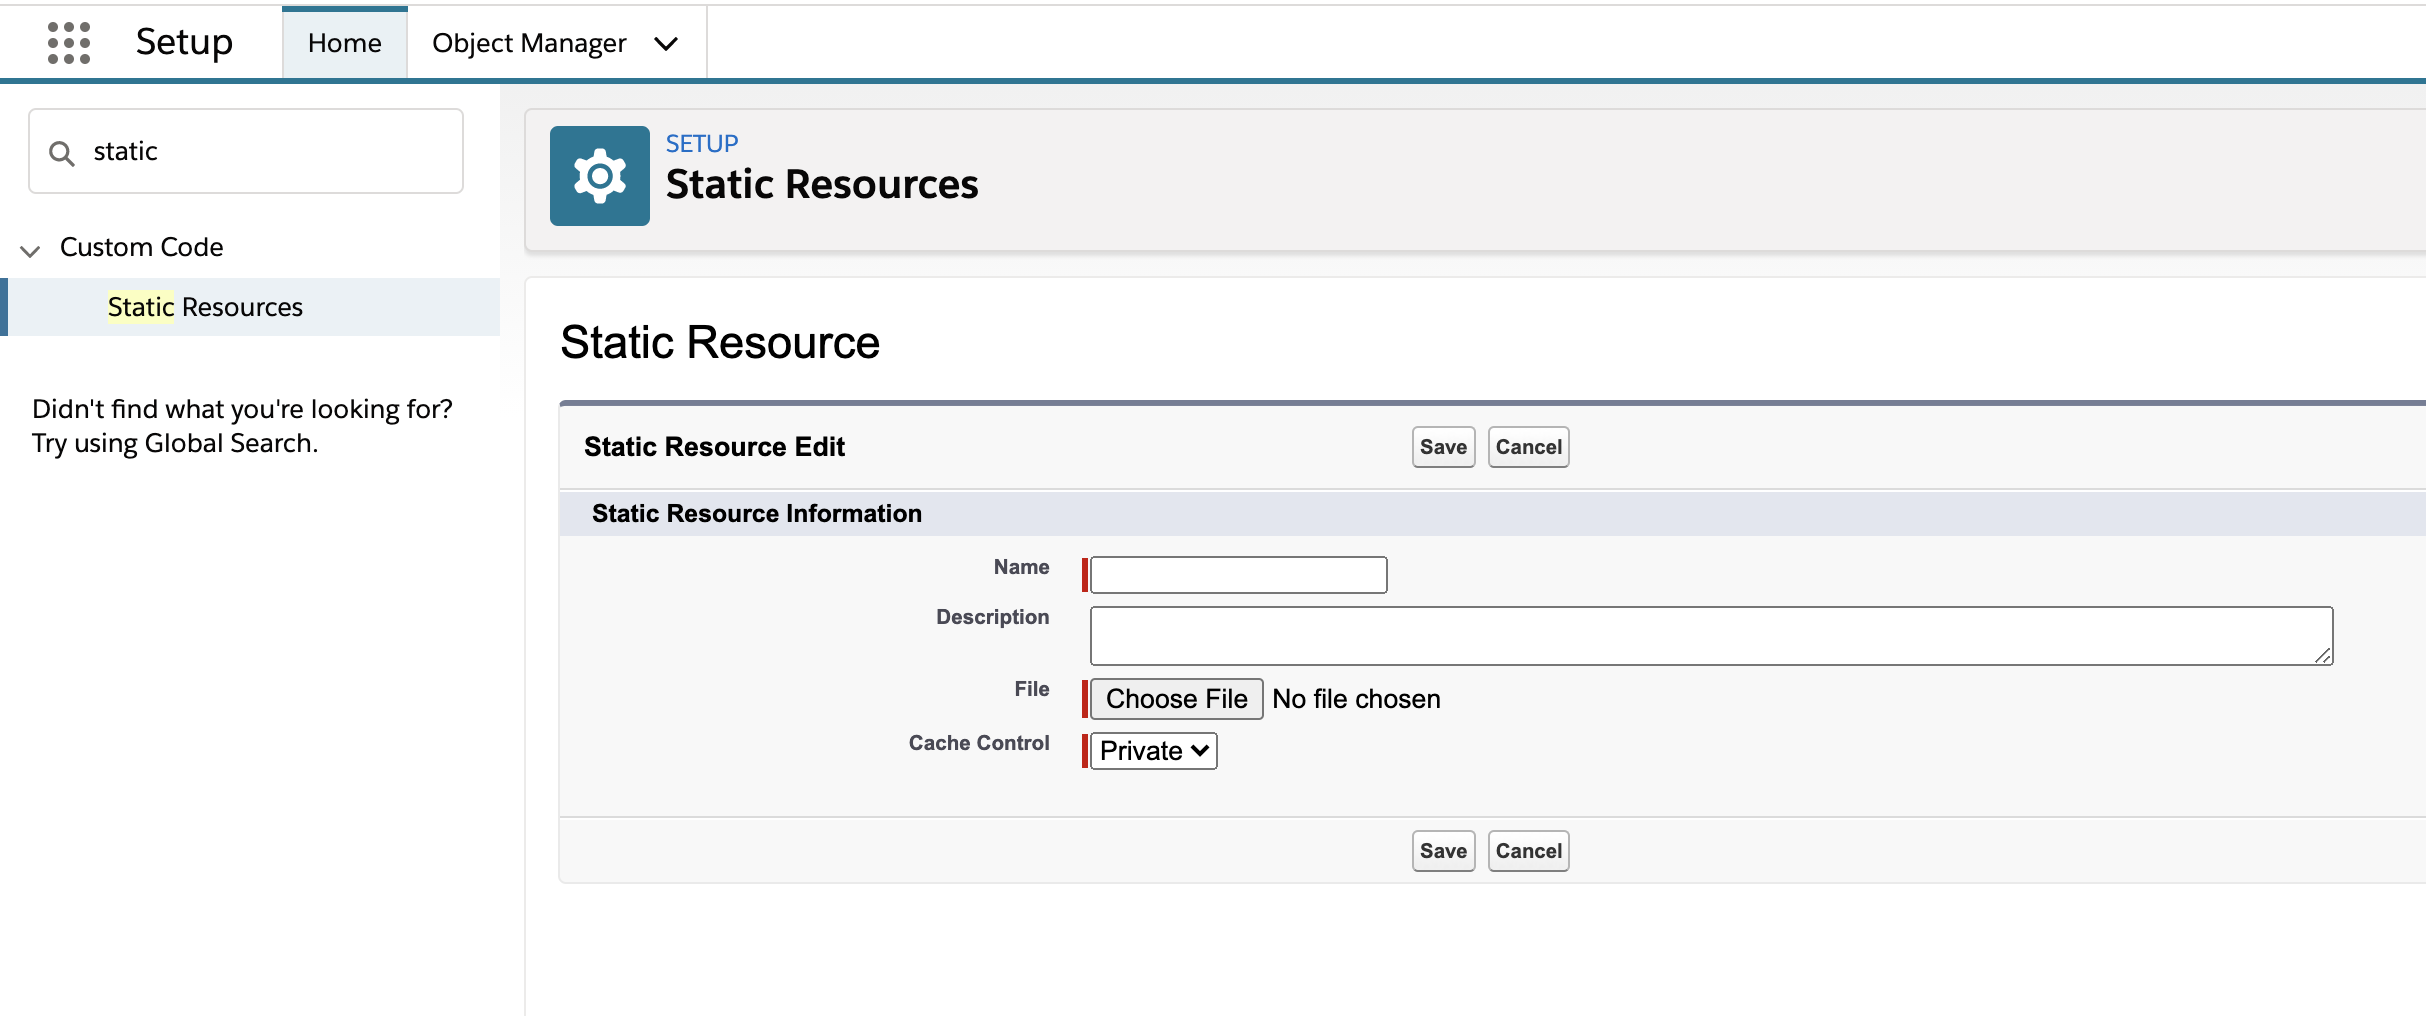 Setup
Home
Object Manager
static
Custom Code
Static Resources
Didn't find what you're looking for?
Try using Global Search.
SETUP
Static Resources
Static Resource
Static Resource Edit
Save
Cancel
Static Resource Information
Name
Description
File
Choose File No file chosen
Cache Control
Private
Save
Cancel